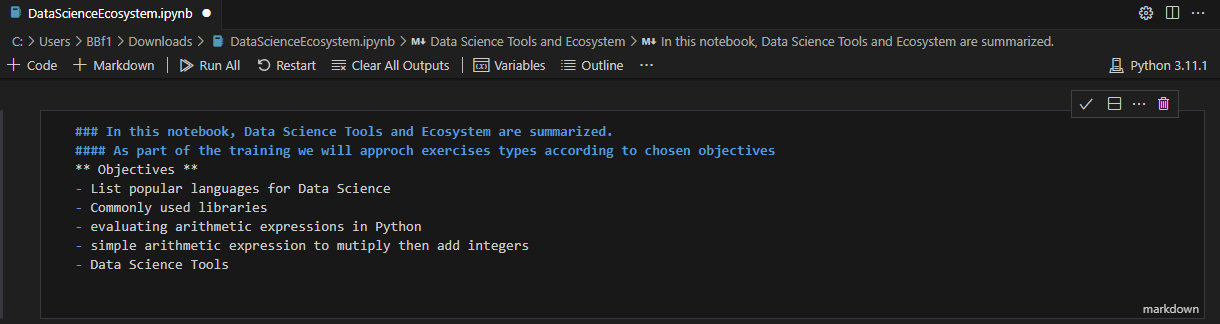 DataScienceEcosystem.ipynb ●
C: > Users > BBf1 > Downloads > DataScienceEcosystem.ipynb > M↓ Data Science Tools and Ecosystem > M↓ In this notebook, Data Science Tools and Ecosystem are summarized.
+ Code + Markdown | Run All Restart Clear All Outputs | Variables Outline ... Python 3.11.1
### In this notebook, Data Science Tools and Ecosystem are summarized.
#### As part of the training we will approch exercises types according to chosen objectives
** Objectives **
- List popular languages for Data Science
- Commonly used libraries
- evaluating arithmetic expressions in Python
- simple arithmetic expression to mutiply then add integers
- Data Science Tools
markdown